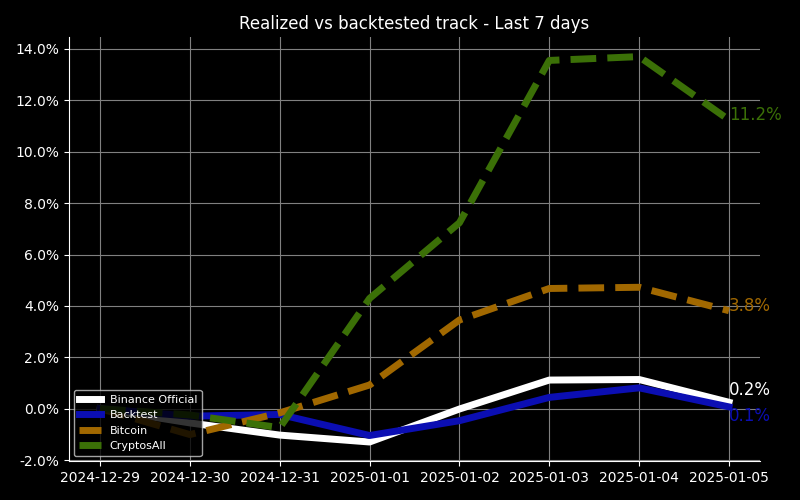 Realized vs backtested track - Last 7 days
14.0%
12.0%
10.0%
8.0%
6.0%
4.0%
2.0%
0.0%
-2.0%
11.2%
3.8%
0.2%
0.1%
Binance Official
Backtest
Bitcoin
CryptosAll
2024-12-29 2024-12-30 2024-12-31 2025-01-01 2025-01-02 2025-01-03 2025-01-04 2025-01-05